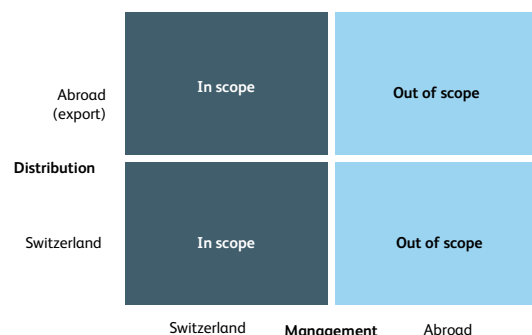 In scope
Out of scope
Abroad
(export)
Distribution
In scope
Out of scope
Switzerland
Switzerland
Management
Abroad